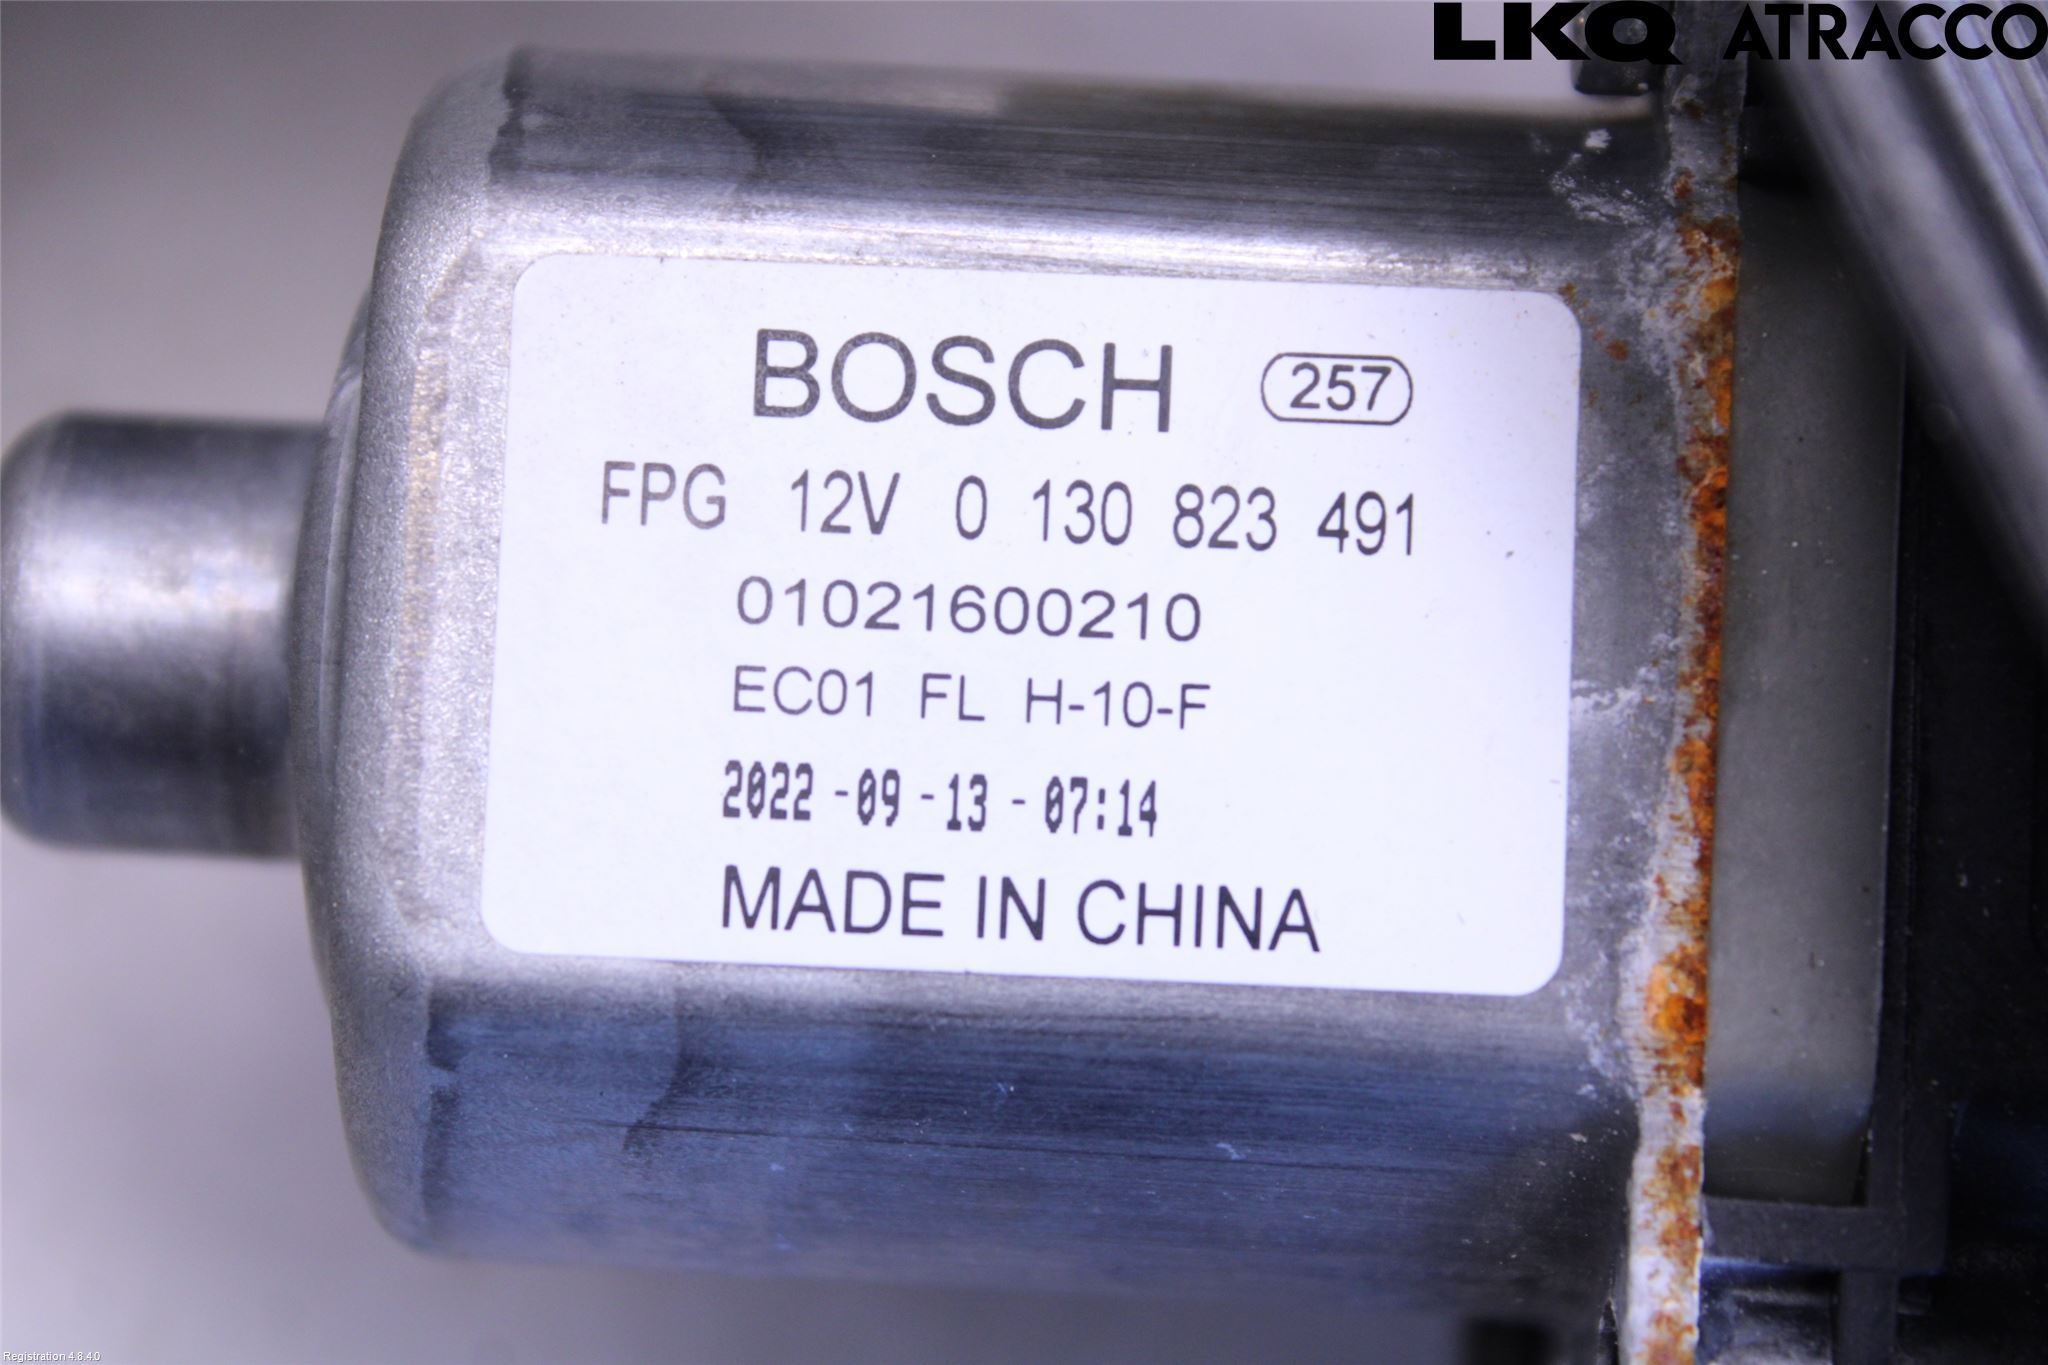 LKQ ATRACCO
BOSCH 257
FPG 12V 0 130 823 491
01021600210
EC01 FL H-10-F
2022-09-13-07:14
MADE IN CHINA
Registration 4.8.4.0